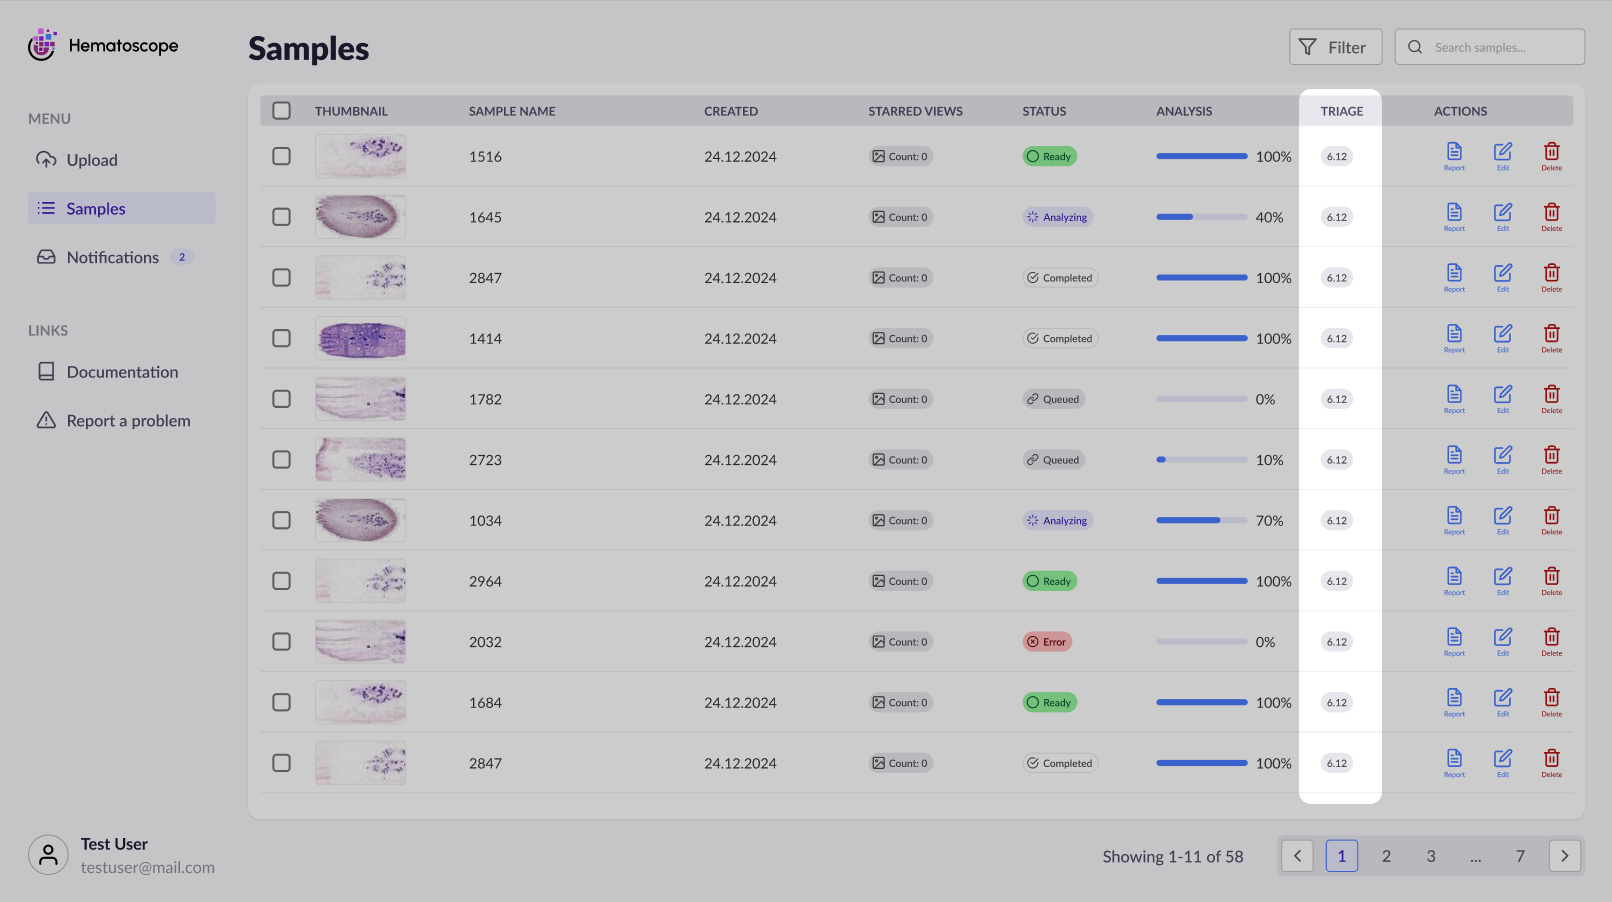 Hematoscope
Samples
Filter
Search samples...
MENU
Upload
Samples
Notifications 2
LINKS
Documentation
Report a problem
THUMBNAIL SAMPLE NAME CREATED STARRED VIEWS STATUS ANALYSIS TRIAGE ACTIONS
1516 24.12.2024 Count: 0 Ready 100% 6.12 Report Edit Delete
1645 24.12.2024 Count: 0 Analyzing 40% 6.12 Report Edit Delete
2847 24.12.2024 Count: 0 Completed 100% 6.12 Report Edit Delete
1414 24.12.2024 Count: 0 Completed 100% 6.12 Report Edit Delete
1782 24.12.2024 Count: 0 Queued 0% 6.12 Report Edit Delete
2723 24.12.2024 Count: 0 Queued 10% 6.12 Report Edit Delete
1034 24.12.2024 Count: 0 Analyzing 70% 6.12 Report Edit Delete
2964 24.12.2024 Count: 0 Ready 100% 6.12 Report Edit Delete
2032 24.12.2024 Count: 0 Error 0% 6.12 Report Edit Delete
1684 24.12.2024 Count: 0 Ready 100% 6.12 Report Edit Delete
2847 24.12.2024 Count: 0 Completed 100% 6.12 Report Edit Delete
Test User
testuser@mail.com
Showing 1-11 of 58
1 2 3 ... 7